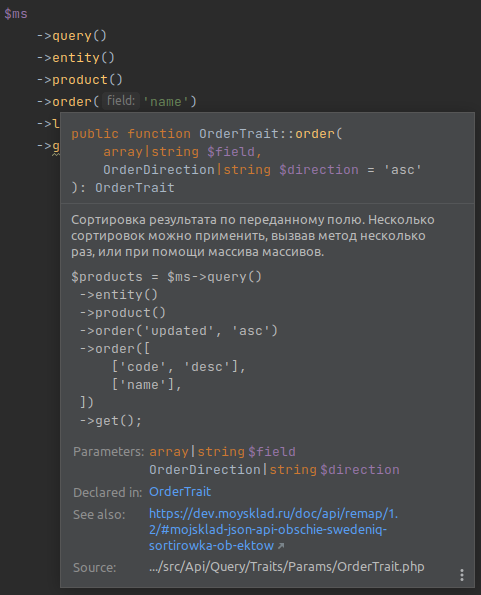 $ms
->query()
->entity()
->product()
->order( field: 'name')
->l
->g
public function OrderTrait::order(
array|string $field,
OrderDirection|string $direction = 'asc'
): OrderTrait
Сортировка результата по переданному полю. Несколько
сортировок можно применить, вызвав метод несколько
раз, или при помощи массива массивов.
$products = $ms->query()
->entity()
->product()
->order('updated', 'asc')
->order([
['code', 'desc'],
['name'],
])
->get();
Parameters: array|string $field
OrderDirection|string $direction
Declared in: OrderTrait
See also: https://dev.moysklad.ru/doc/api/remap/1.
2/#mojsklad-json-api-obschie-swedeniq-
sortirowka-ob-ektow
Source: .../src/Api/Query/Traits/Params/OrderTrait.php